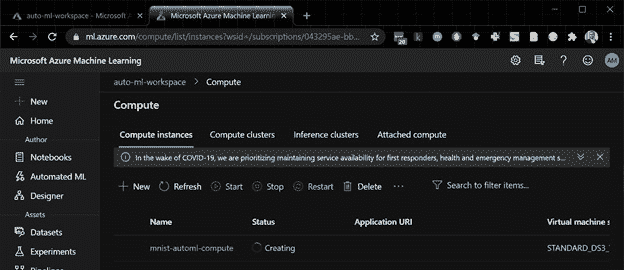 auto-ml-workspace - Microsoft A
Microsoft Azure Machine Learning
ml.azure.com/compute/list/instances?wsid=/subscriptions/043295ae-bb...
20
Microsoft Azure Machine Learning
AM
auto-ml-workspace > Compute
New
Home
Author
Notebooks
Automated ML
Designer
Assets
Datasets
Experiments
Pipelines
Compute
Compute instances Compute clusters Inference clusters Attached compute
In the wake of COVID-19, we are prioritizing maintaining service availability for first responders, health and emergency management s...
New Refresh Start Stop Restart Delete ... Search to filter items...
Name Status Application URI Virtual machine s
mnist-automl-compute Creating STANDARD_DS3_